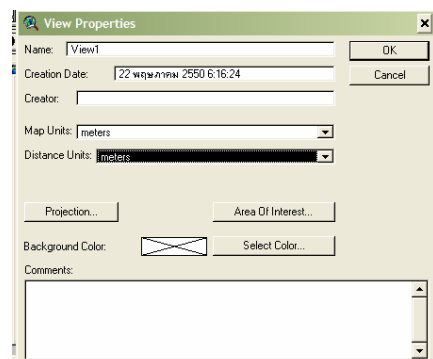 View Properties
Name: View1
OK
Creation Date: 22 พฤษภาคม 2550 6:16:24
Cancel
Creator:
Map Units: meters
Distance Units: meters
Projection...
Area Of Interest...
Background Color:
Select Color...
Comments: